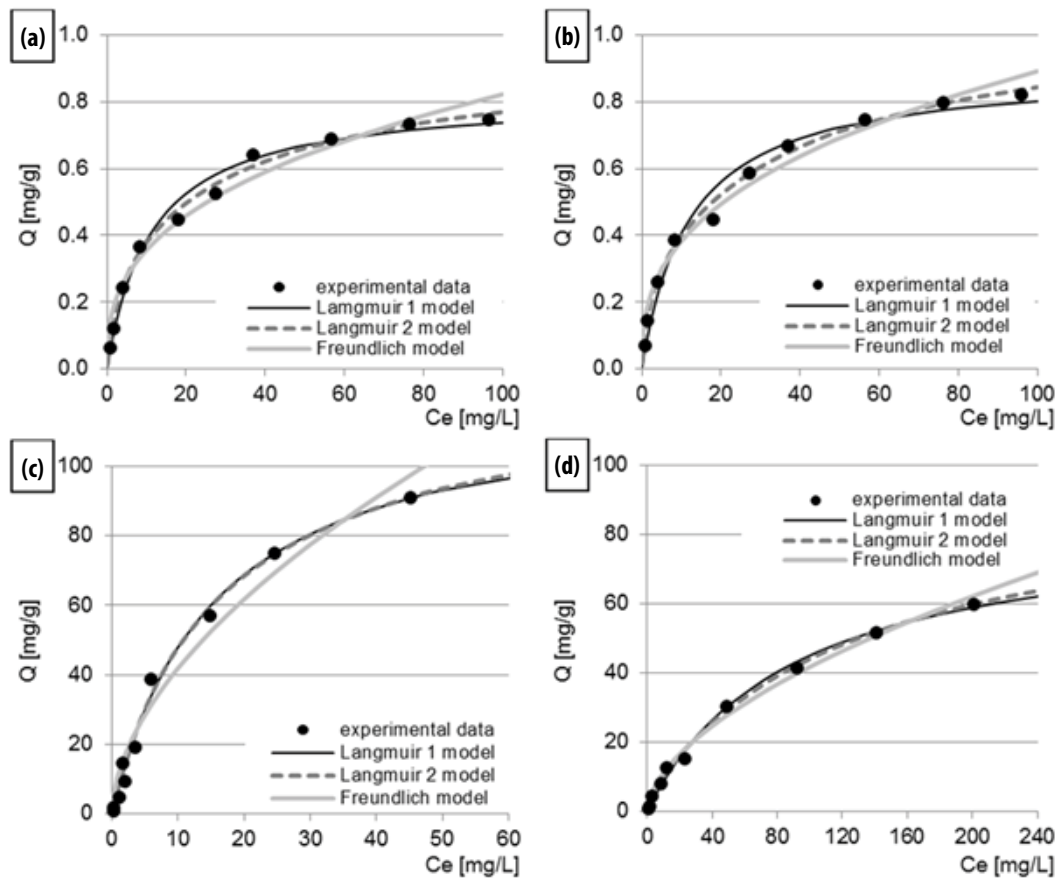 (a)
1.0
0.8
0.6
0.4
0.2
0.0
Q [mg/g]
experimental data
Lamgmuir 1 model
Langmuir 2 model
Freundlich model
0 20 40 60 80 100
Ce [mg/L]
(b)
1.0
0.8
0.6
0.4
0.2
0.0
Q [mg/g]
experimental data
Langmuir 1 model
Langmuir 2 model
Freundlich model
0 20 40 60 80 100
Ce [mg/L]
(c)
100
80
60
40
20
0
Q [mg/g]
experimental data
Langmuir 1 model
Langmuir 2 model
Freundlich model
0 10 20 30 40 50 60
Ce [mg/L]
(d)
100
80
60
40
20
0
Q [mg/g]
experimental data
Langmuir 1 model
Langmuir 2 model
Freundlich model
0 40 80 120 160 200 240
Ce [mg/L]